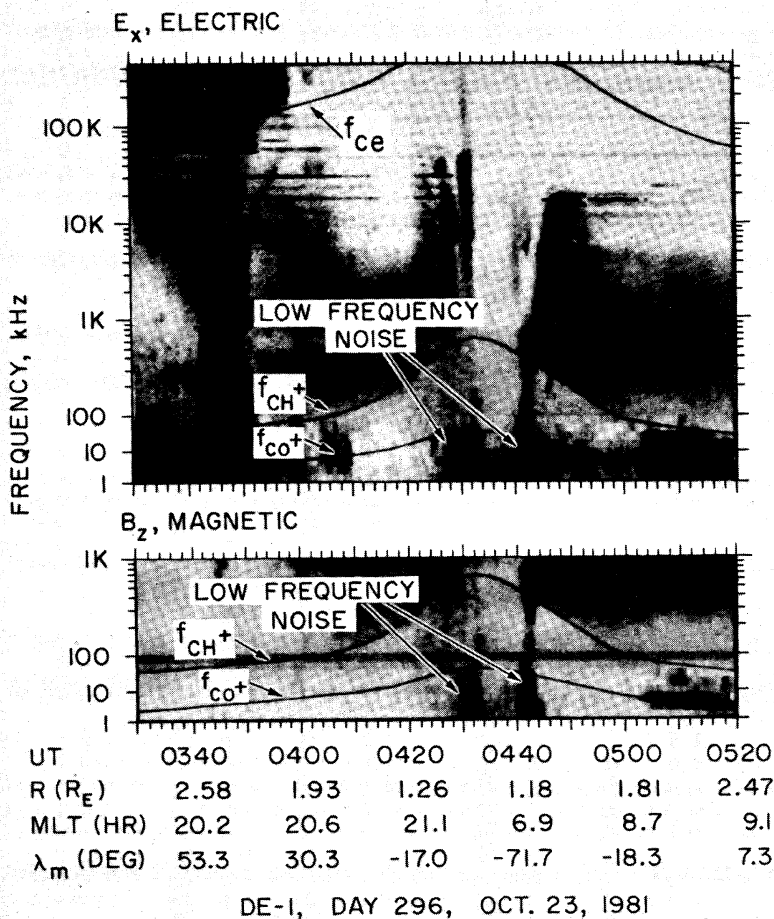 Ex, ELECTRIC
100K
fce
10K
FREQUENCY, kHz
1K
LOW FREQUENCY
NOISE
fCH+
100
fCO+
10
1
Bz, MAGNETIC
1K
LOW FREQUENCY
NOISE
fCH+
100
fCO+
10
1
UT 0340 0400 0420 0440 0500 0520
R (RE) 2.58 1.93 1.26 1.18 1.81 2.47
MLT (HR) 20.2 20.6 21.1 6.9 8.7 9.1
λm (DEG) 53.3 30.3 -17.0 -71.7 -18.3 7.3
DE-1, DAY 296, OCT. 23, 1981